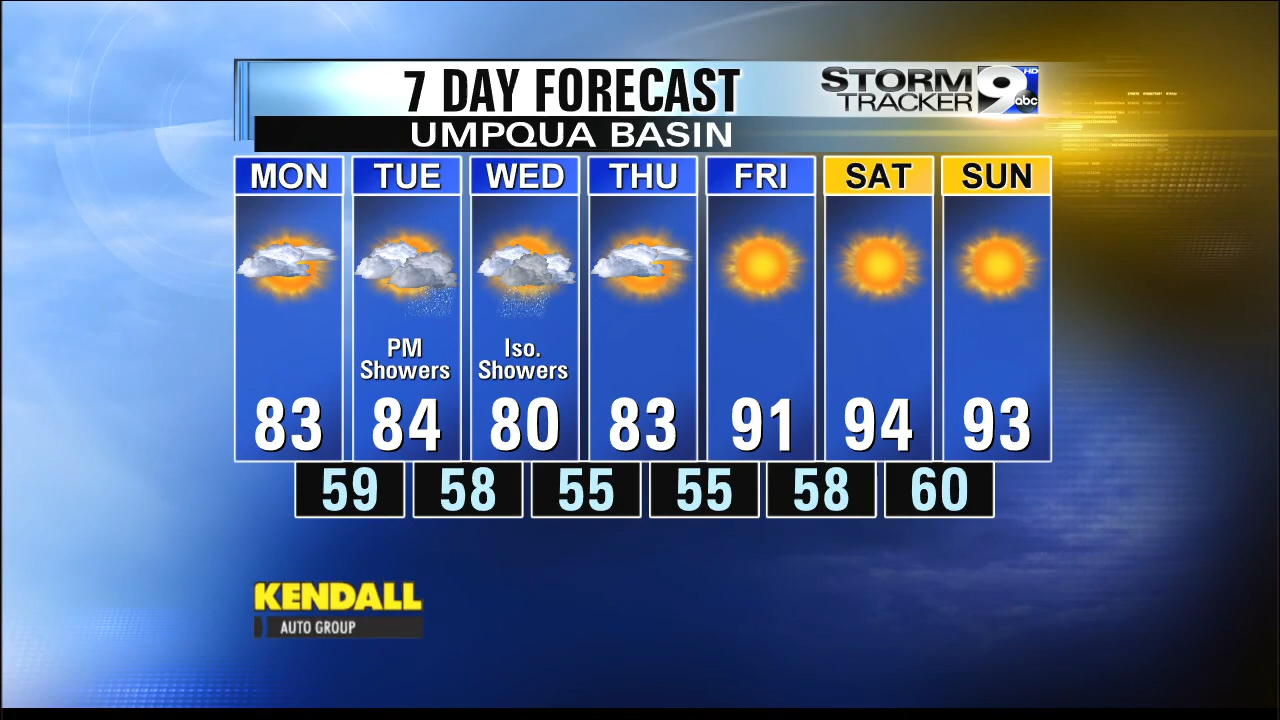 7 DAY FORECAST
UMPQUA BASIN
STORM
TRACKER
9
HD
abc
MON TUE WED THU FRI SAT SUN
PM Iso.
Showers Showers
83 84 80 83 91 94 93
59 58 55 55 58 60
KENDALL
AUTO GROUP